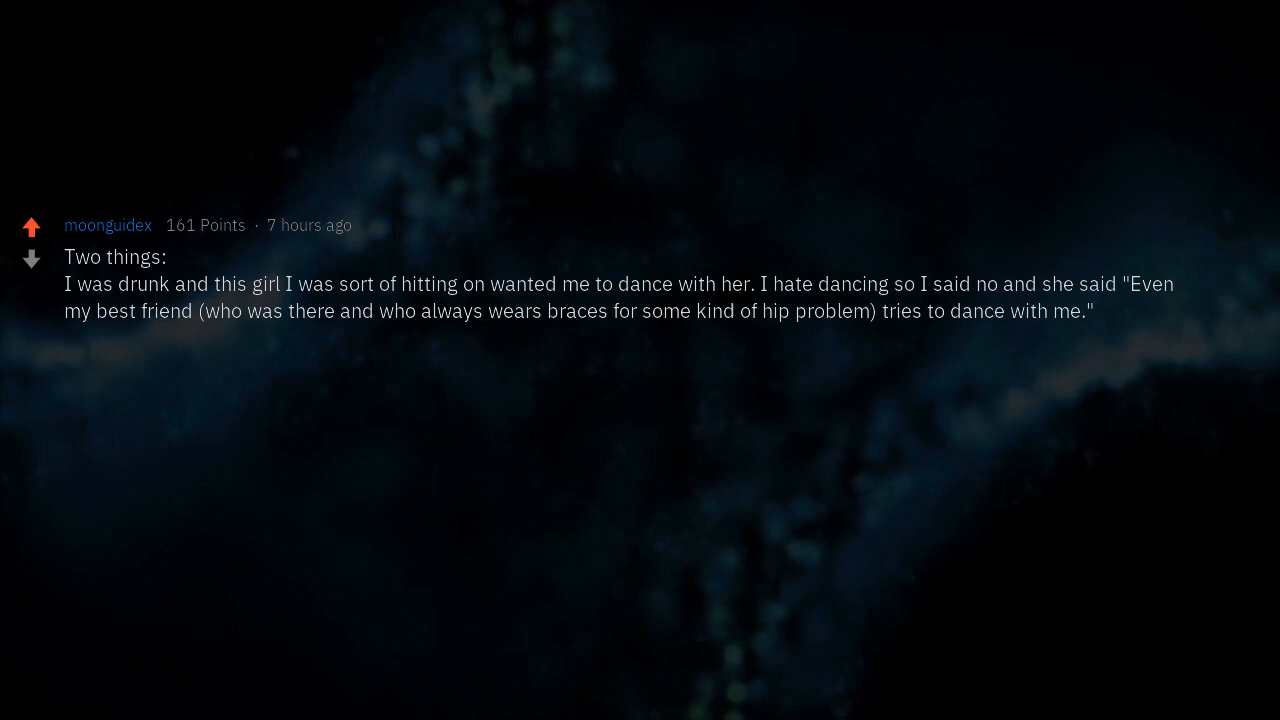 moonguidex 161 Points · 7 hours ago
Two things:
I was drunk and this girl I was sort of hitting on wanted me to dance with her. I hate dancing so I said no and she said "Even
my best friend (who was there and who always wears braces for some kind of hip problem) tries to dance with me."